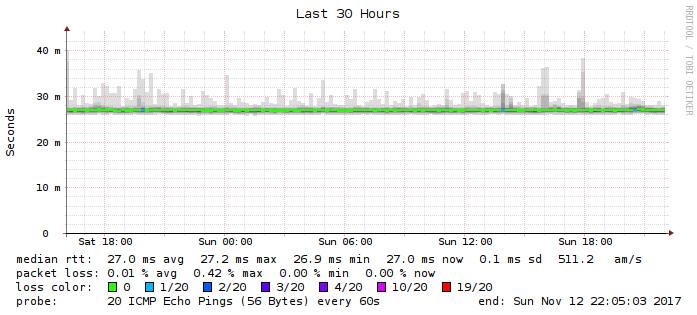 Last 30 Hours
RRDTOOL / TOBI OETIKER
Seconds
40 m
30 m
20 m
10 m
0
Sat 18:00 Sun 00:00 Sun 06:00 Sun 12:00 Sun 18:00
median rtt: 27.0 ms avg 27.2 ms max 26.9 ms min 27.0 ms now 0.1 ms sd 511.2 am/s
packet loss: 0.01 % avg 0.42 % max 0.00 % min 0.00 % now
loss color: 0 1/20 2/20 3/20 4/20 10/20 19/20
probe: 20 ICMP Echo Pings (56 Bytes) every 60s end: Sun Nov 12 22:05:03 2017